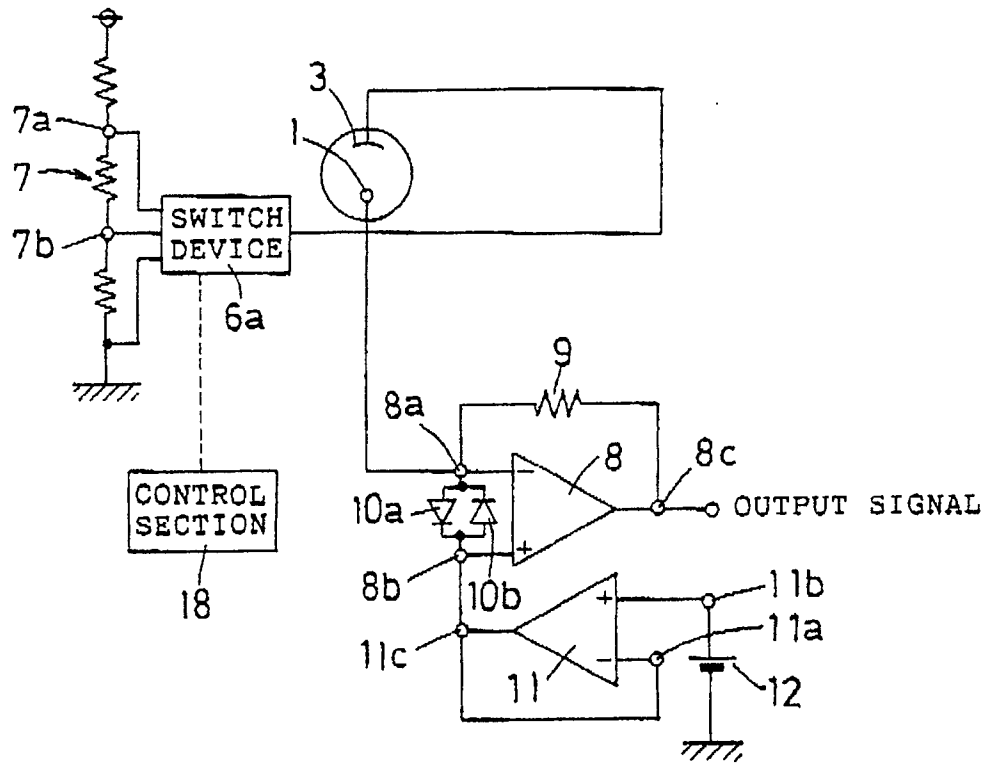 3
7a
1
7
SWITCH
7b
DEVICE
6a
9
8a
8
8c
CONTROL
SECTION
10a
OUTPUT SIGNAL
−
+
8b
10b
18
11b
+
11a
11c
−
11
12